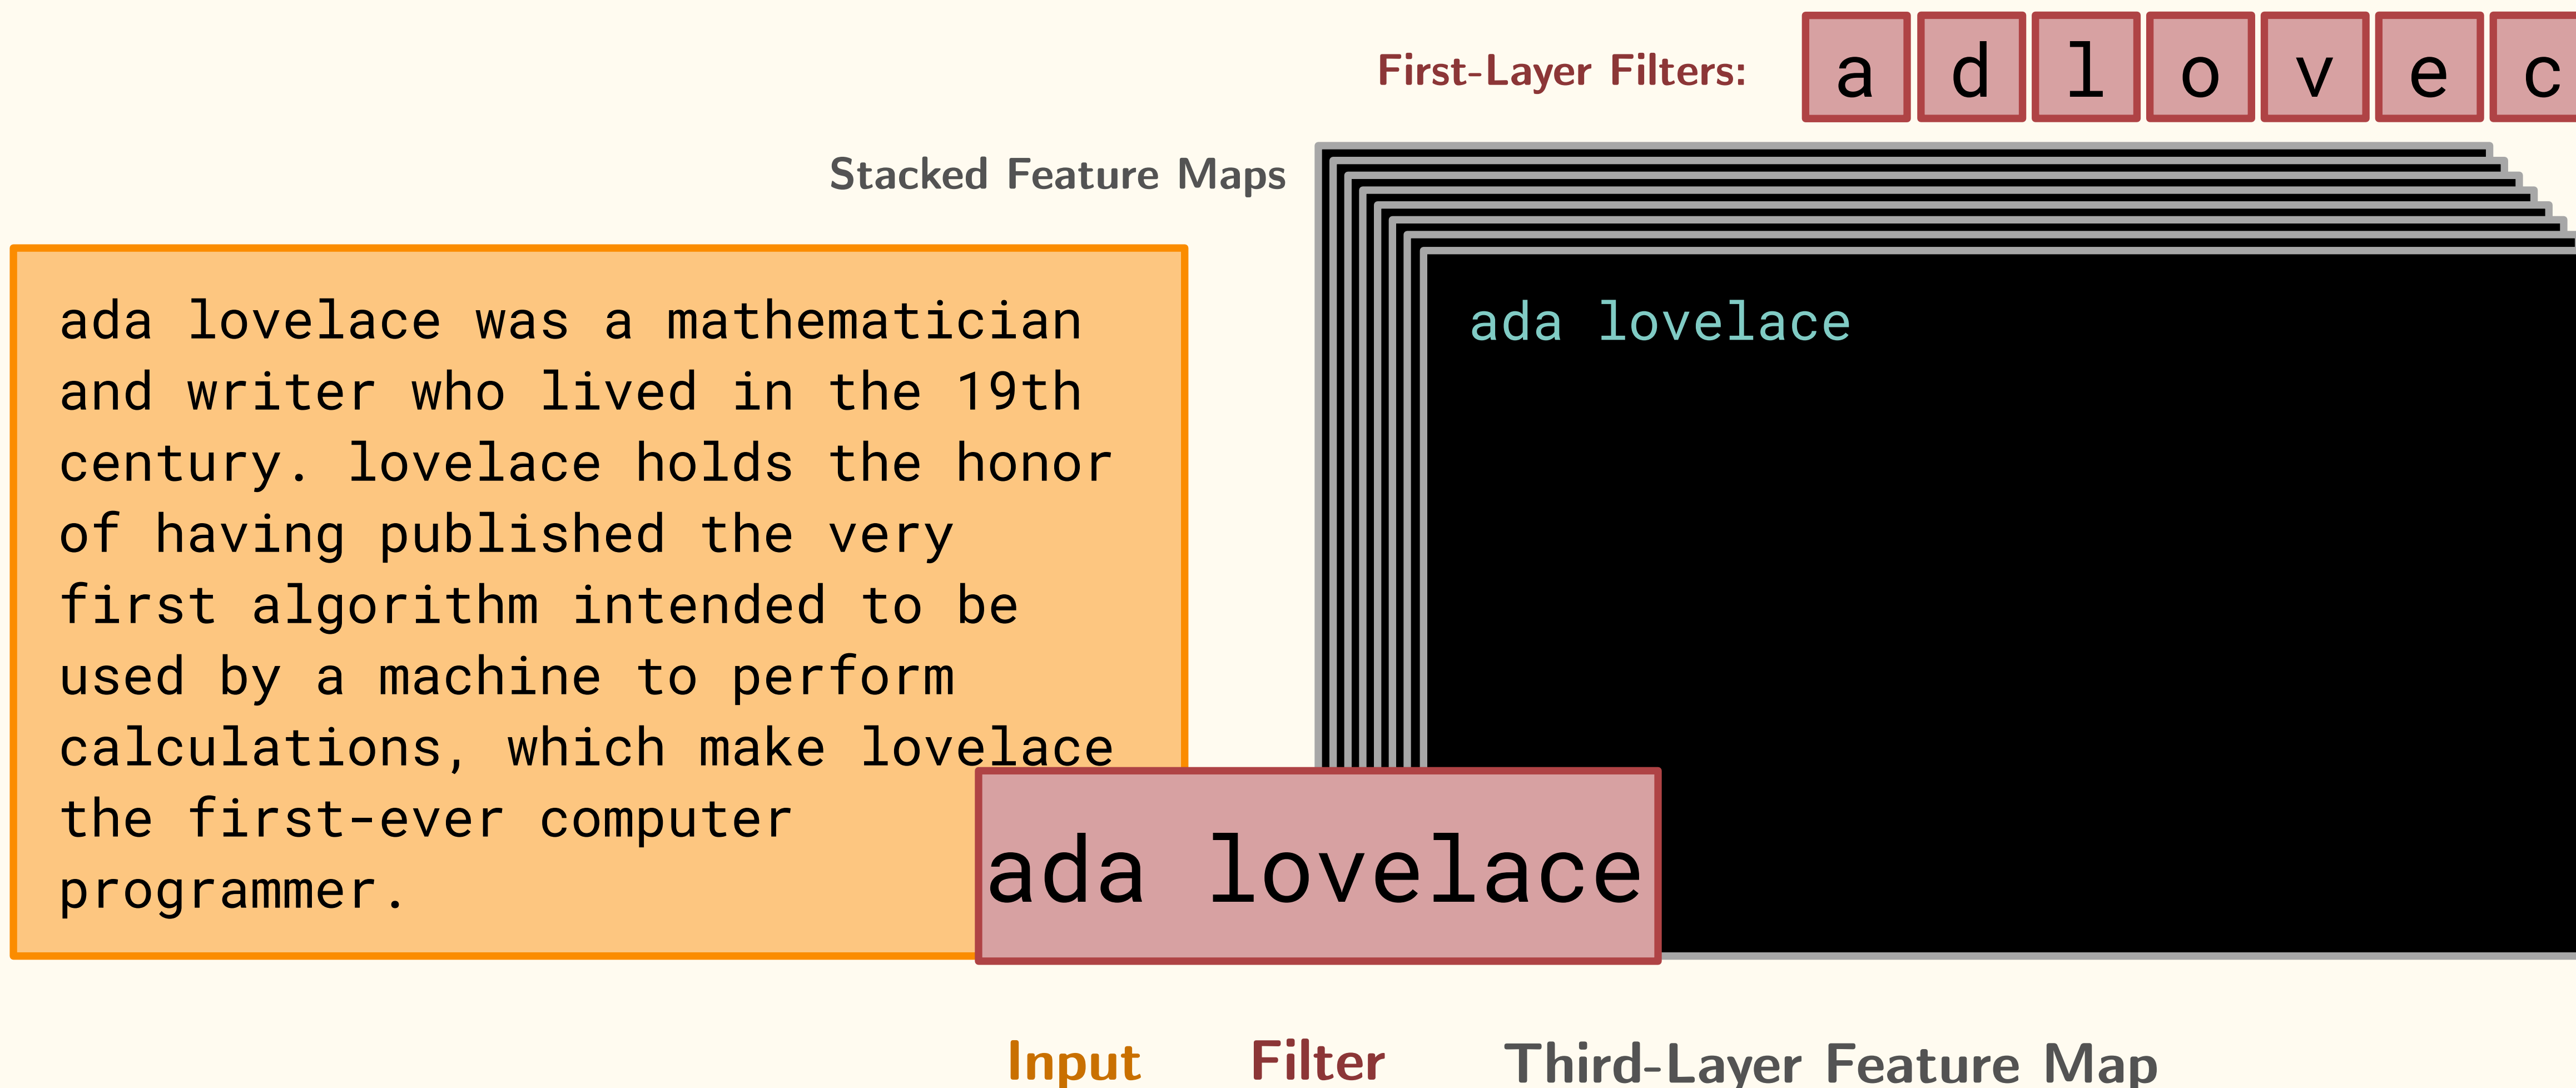 First-Layer Filters: a d l o v e c
Stacked Feature Maps
ada lovelace was a mathematician
and writer who lived in the 19th
century. lovelace holds the honor
of having published the very
first algorithm intended to be
used by a machine to perform
calculations, which make lovelace
the first-ever computer
programmer.
ada lovelace
ada lovelace
Input Filter Third-Layer Feature Map